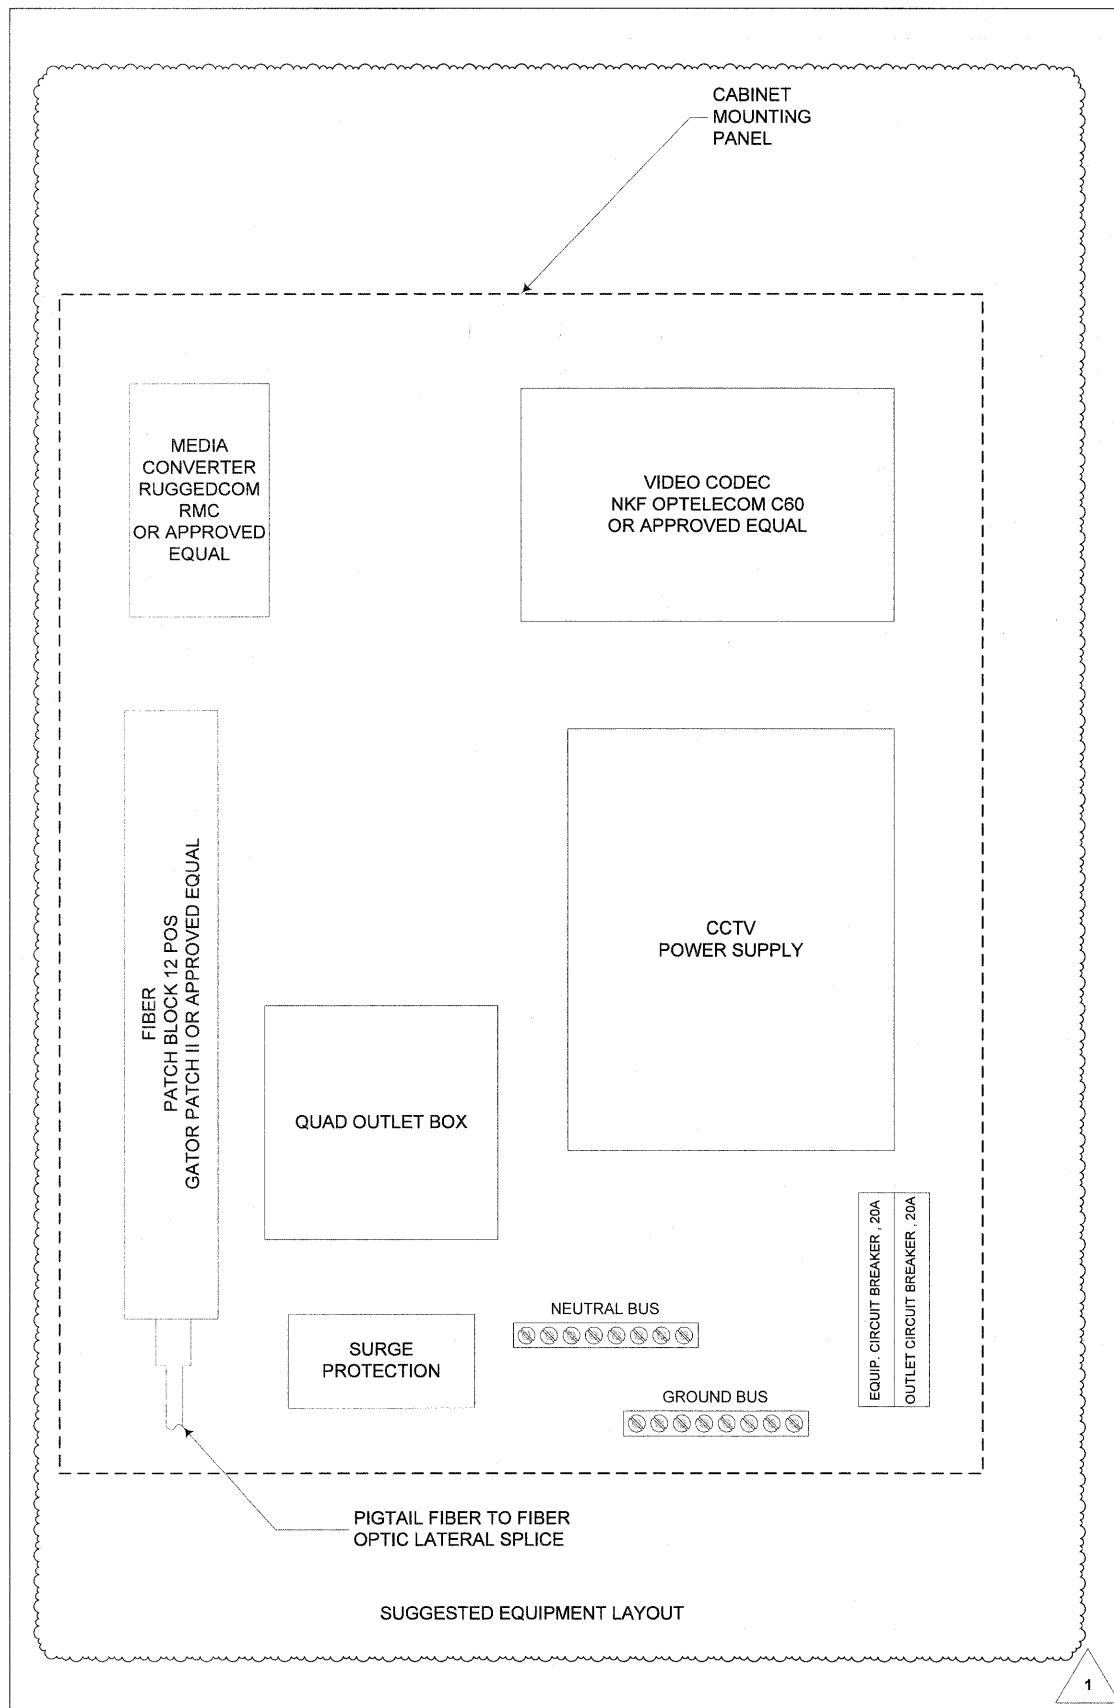 CABINET
MOUNTING
PANEL
MEDIA
CONVERTER
RUGGEDCOM
RMC
OR APPROVED
EQUAL
VIDEO CODEC
NKF OPTELECOM C60
OR APPROVED EQUAL
FIBER
PATCH BLOCK 12 POS
GATOR PATCH II OR APPROVED EQUAL
CCTV
POWER SUPPLY
QUAD OUTLET BOX
EQUIP. CIRCUIT BREAKER , 20A
OUTLET CIRCUIT BREAKER , 20A
NEUTRAL BUS
SURGE
PROTECTION
GROUND BUS
PIGTAIL FIBER TO FIBER
OPTIC LATERAL SPLICE
SUGGESTED EQUIPMENT LAYOUT
1